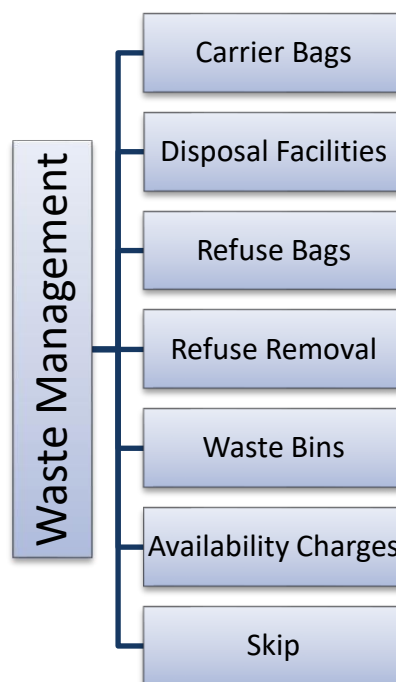 Waste Management
Carrier Bags
Disposal Facilities
Refuse Bags
Refuse Removal
Waste Bins
Availability Charges
Skip